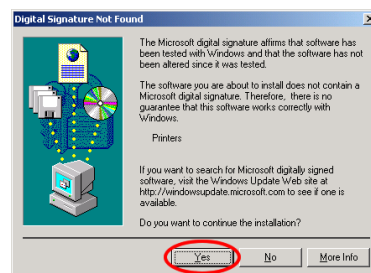 Digital Signature Not Found
The Microsoft digital signature affirms that software has
been tested with Windows and that the software has not
been altered since it was tested.
The software you are about to install does not contain a
Microsoft digital signature. Therefore, there is no
guarantee that this software works correctly with
Windows.
Printers
If you want to search for Microsoft digitally signed
software, visit the Windows Update Web site at
http://windowsupdate.microsoft.com to see if one is
available.
Do you want to continue the installation?
Yes No More Info